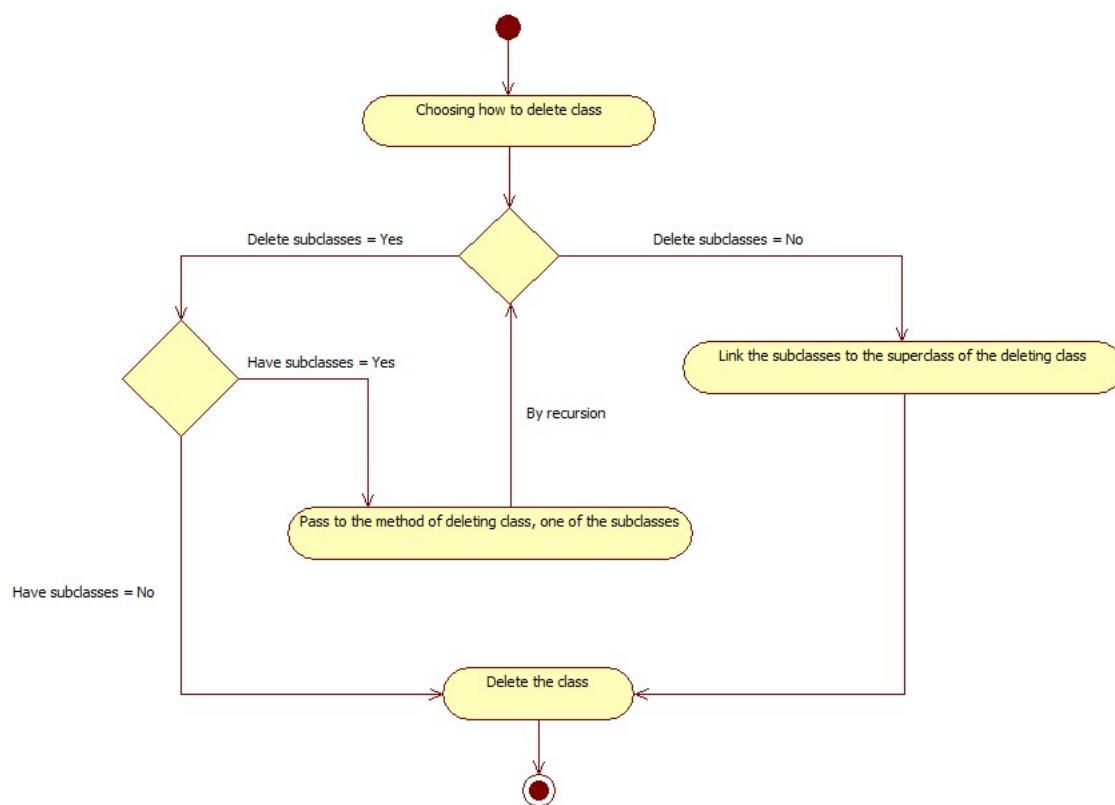 Choosing how to delete class
Delete subclasses = Yes
Delete subclasses = No
Link the subclasses to the superclass of the deleting class
Have subclasses = Yes
By recursion
Pass to the method of deleting class, one of the subclasses
Have subclasses = No
Delete the class